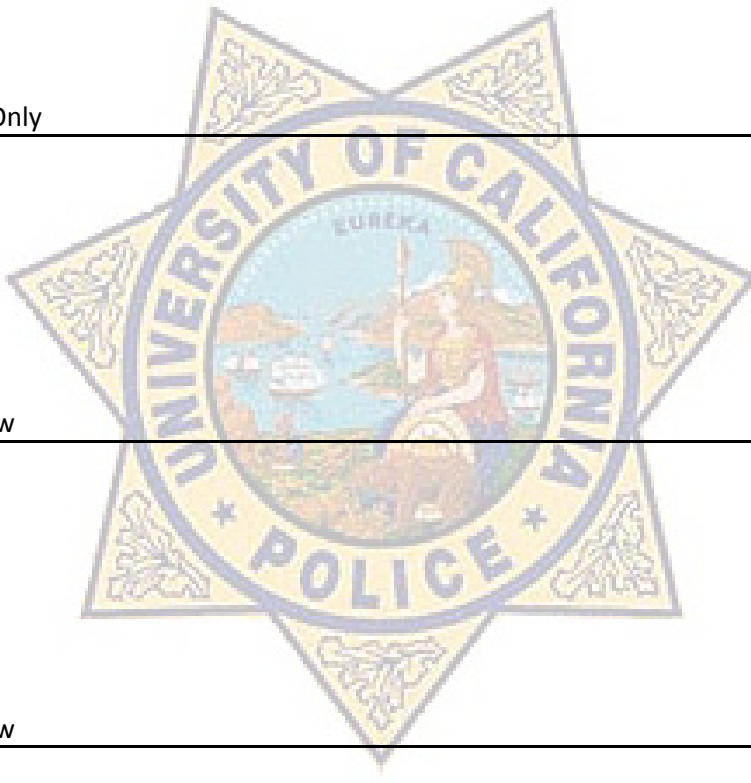 Only
UNIVERSITY OF CALIFORNIA
EUREKA
w
POLICE
w